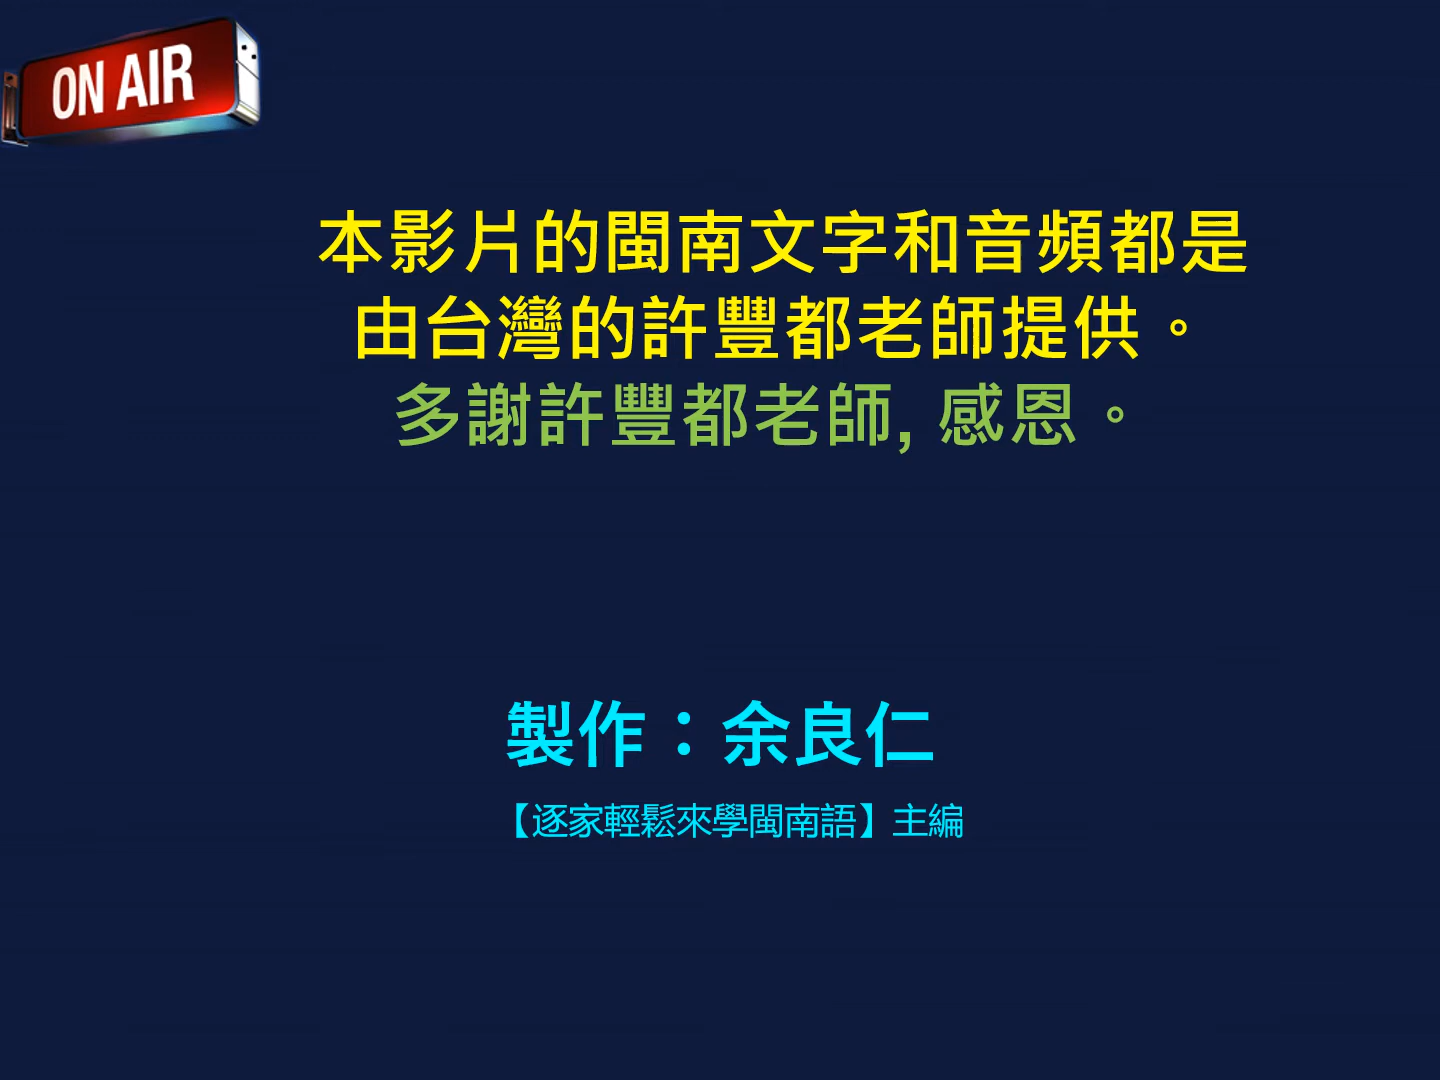 ON AIR
本影片的閩南文字和音頻都是
由台灣的許豐都老師提供。
多謝許豐都老師, 感恩。
製作：余良仁
【逐家輕鬆來學閩南語】主編